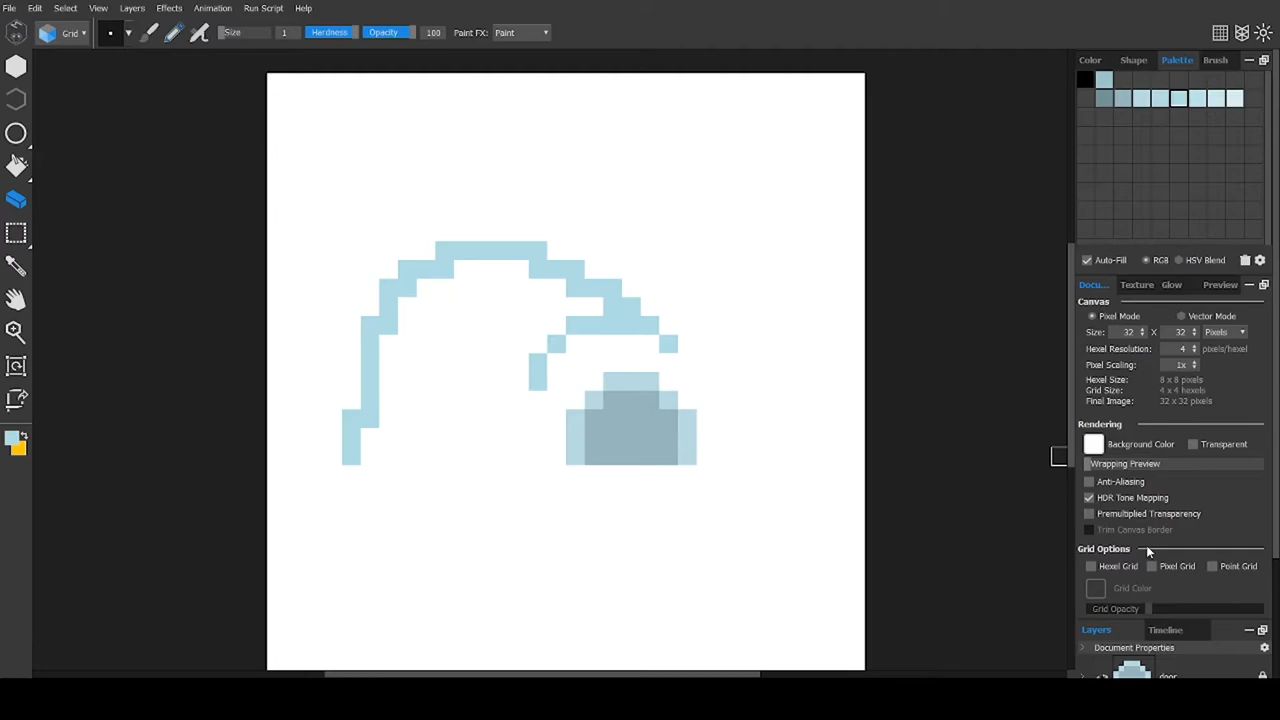 File Edit Select View Layers Effects Animation Run Script Help
Grid Size 1 Hardness Opacity 100 Paint FX: Paint
Color Shape Palette Brush
Auto-Fill RGB HSV Blend
Docu... Texture Glow Preview
Canvas
Pixel Mode Vector Mode
Size: 32 X 32 Pixels
Hexel Resolution: 4 pixels/hexel
Pixel Scaling: 1x
Hexel Size: 8 x 8 pixels
Grid Size: 4 x 4 hexels
Final Image: 32 x 32 pixels
Rendering
Background Color Transparent
Wrapping Preview
Anti-Aliasing
HDR Tone Mapping
Premultiplied Transparency
Trim Canvas Border
Grid Options
Hexel Grid Pixel Grid Point Grid
Grid Color
Grid Opacity
Layers Timeline
Document Properties
door